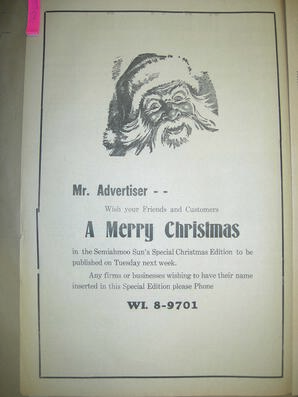 Mr. Advertiser - -
Wish your Friends and Customers
A Merry Christmas
in the Semiahmoo Sun's Special Christmas Edition to be
published on Tuesday next week.
Any firms or businesses wishing to have their name
inserted in this Special Edition please Phone
WI. 8-9701